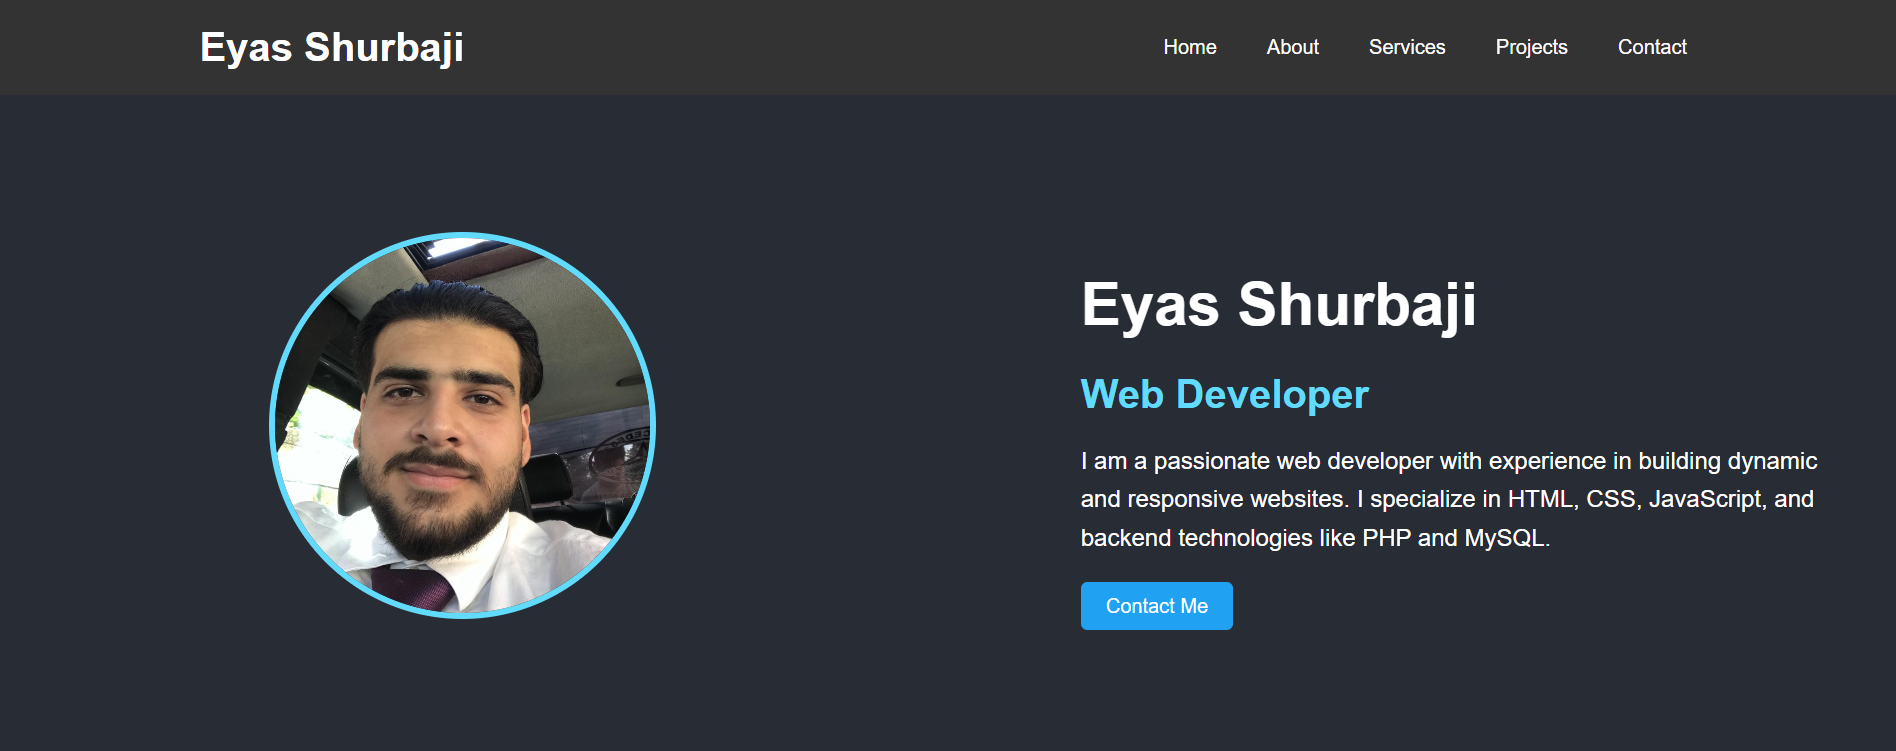 Eyas Shurbaji
Home About Services Projects Contact
Eyas Shurbaji
Web Developer
I am a passionate web developer with experience in building dynamic
and responsive websites. I specialize in HTML, CSS, JavaScript, and
backend technologies like PHP and MySQL.
Contact Me